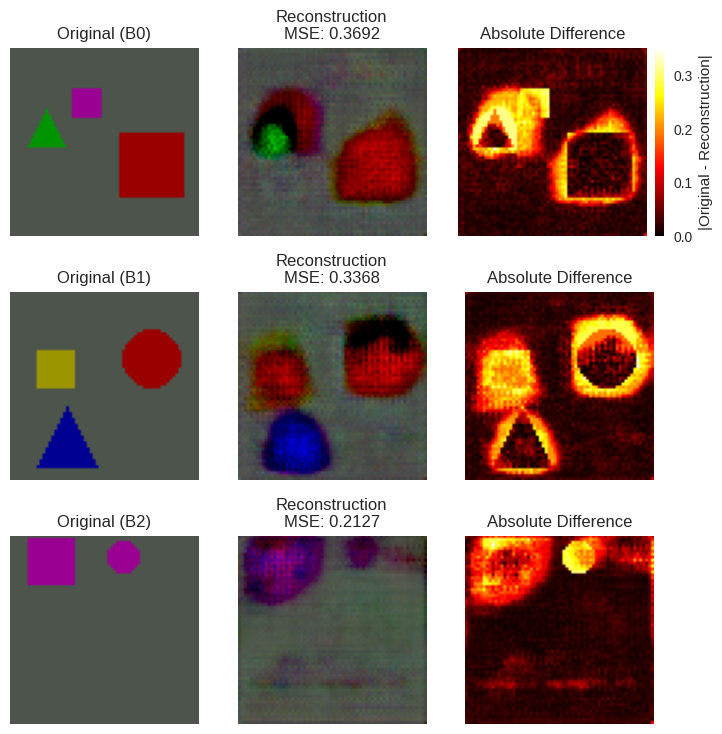 Original (B0)
Reconstruction
MSE: 0.3692
Absolute Difference
0.3
0.2
0.1
0.0
|Original - Reconstruction|
Original (B1)
Reconstruction
MSE: 0.3368
Absolute Difference
Original (B2)
Reconstruction
MSE: 0.2127
Absolute Difference